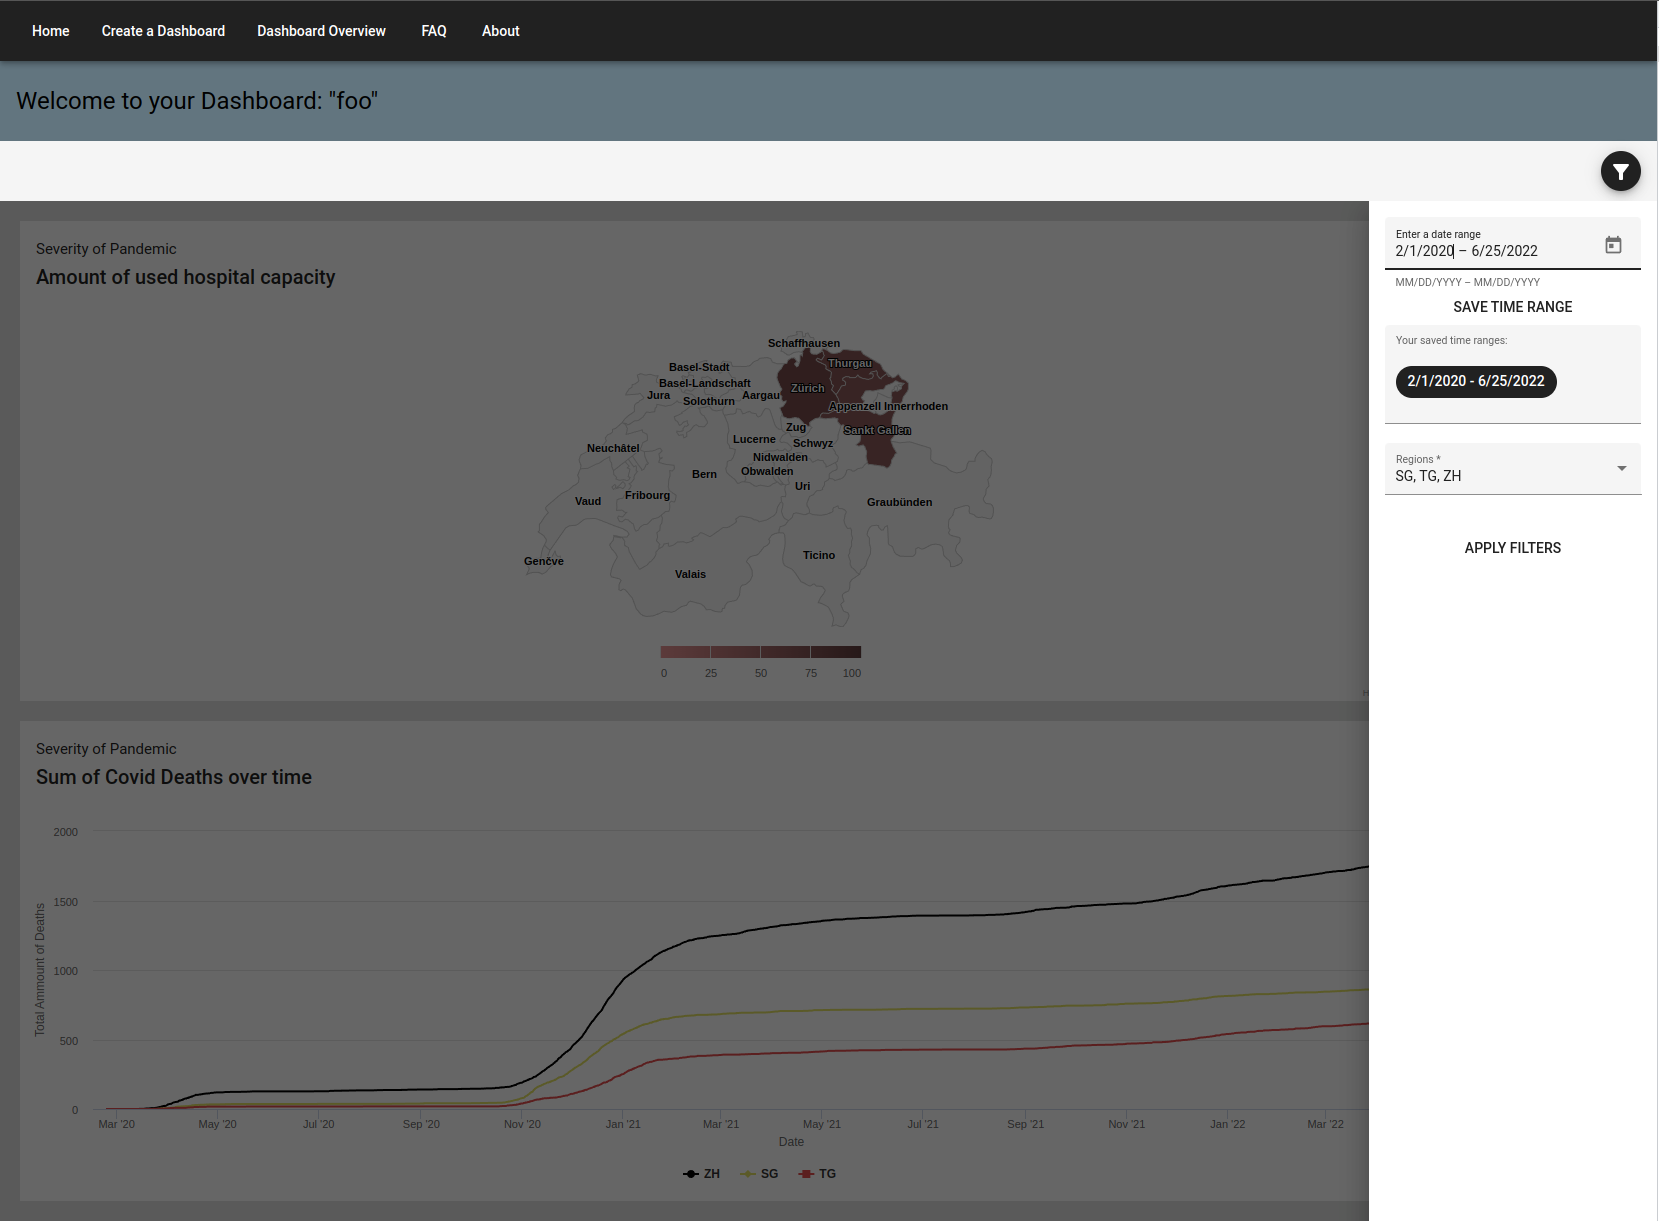 Home Create a Dashboard Dashboard Overview FAQ About
Welcome to your Dashboard: "foo"
Severity of Pandemic
Amount of used hospital capacity
Schaffhausen
Basel-Stadt
Thurgau
Basel-Landschaft
Zürich
Jura
Solothurn
Aargau
Appenzell Innerrhoden
Zug
Sankt Gallen
Lucerne
Schwyz
Neuchâtel
Nidwalden
Bern
Obwalden
Uri
Vaud
Fribourg
Graubünden
Ticino
Genčve
Valais
0 25 50 75 100
Severity of Pandemic
Sum of Covid Deaths over time
Total Ammount of Deaths
2000
1500
1000
500
0
Mar '20 May '20 Jul '20 Sep '20 Nov '20 Jan '21 Mar '21 May '21 Jul '21 Sep '21 Nov '21 Jan '22 Mar '22
Date
ZH SG TG
Enter a date range
2/1/2020 – 6/25/2022
MM/DD/YYYY – MM/DD/YYYY
SAVE TIME RANGE
Your saved time ranges:
2/1/2020 - 6/25/2022
Regions *
SG, TG, ZH
APPLY FILTERS